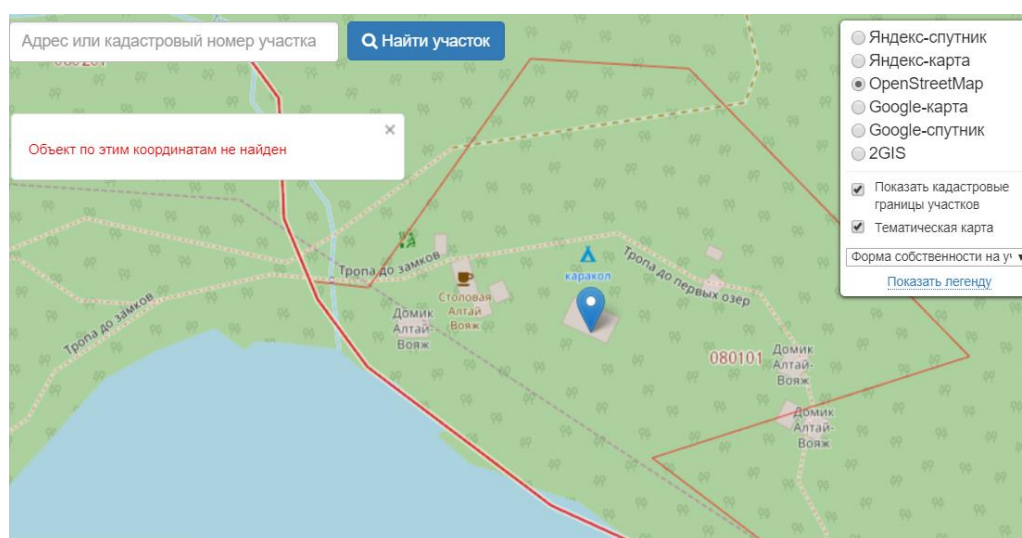 Адрес или кадастровый номер участка
Найти участок
080201
×
Объект по этим координатам не найден
Яндекс-спутник
Яндекс-карта
OpenStreetMap
Google-карта
Google-спутник
2GIS
Показать кадастровые
границы участков
Тематическая карта
Форма собственности на уч
Показать легенду
Тропа до замков
Тропа до первых озер
каракол
Столовая
Алтай
Вояж
Домик
Алтай-
Вояж
Тропа до замков
080101
Домик
Алтай-
Вояж
Домик
Алтай-
Вояж